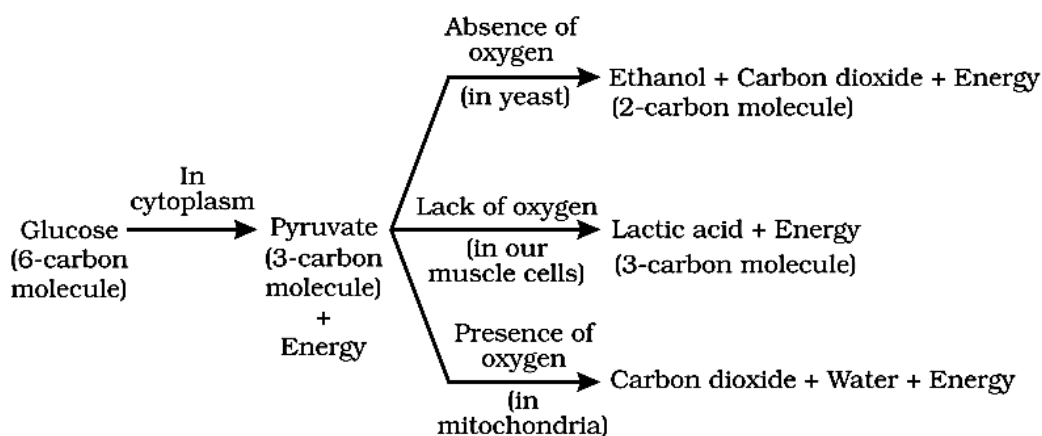 Glucose
(6-carbon
molecule)
In
cytoplasm
Pyruvate
(3-carbon
molecule)
+
Energy
Absence of
oxygen
(in yeast)
Ethanol + Carbon dioxide + Energy
(2-carbon molecule)
Lack of oxygen
(in our
muscle cells)
Lactic acid + Energy
(3-carbon molecule)
Presence of
oxygen
(in
mitochondria)
Carbon dioxide + Water + Energy